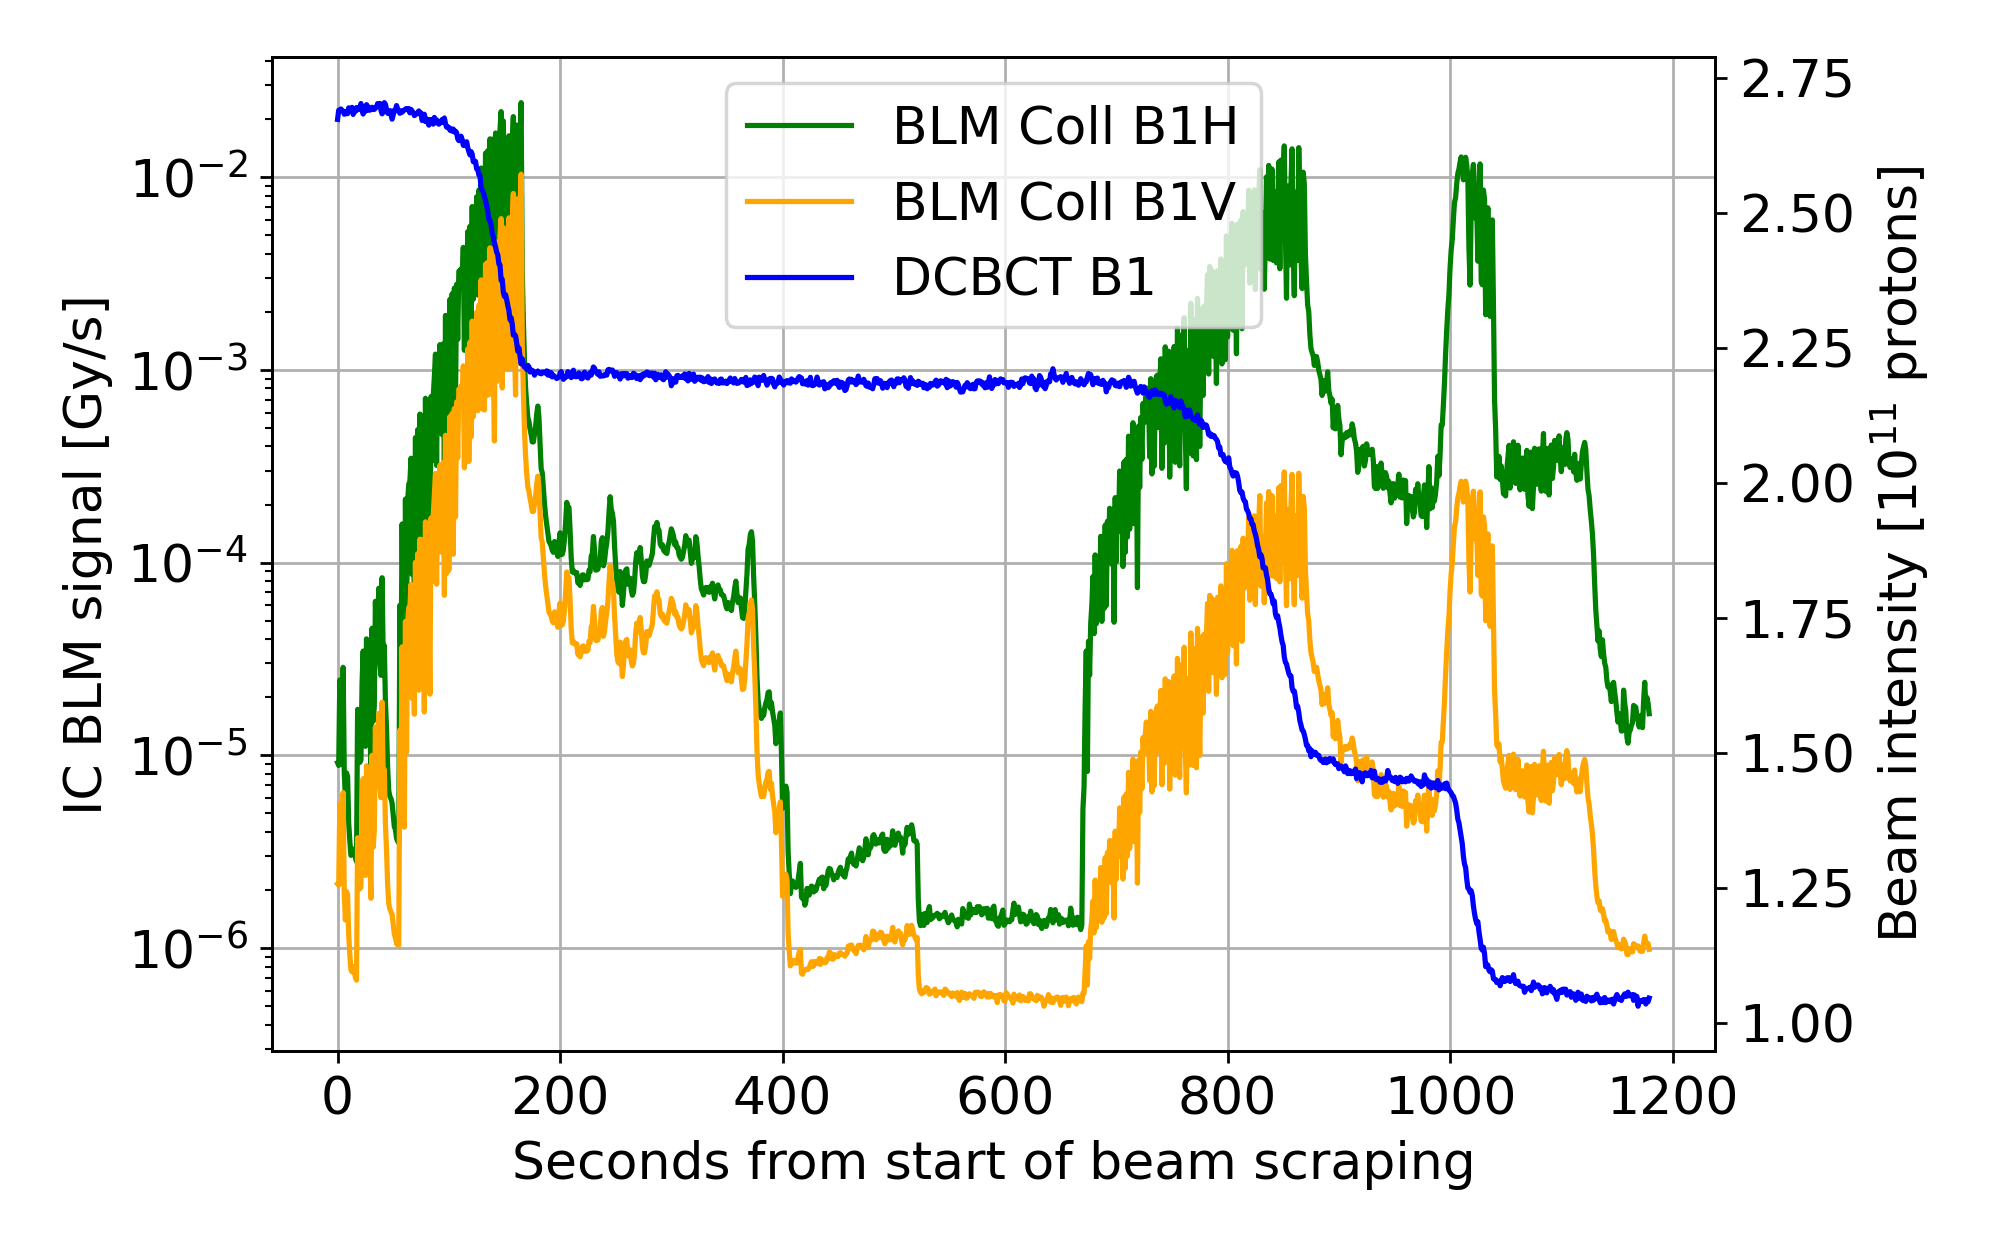 BLM Coll B1H
BLM Coll B1V
DCBCT B1
IC BLM signal [Gy/s]
10⁻²
10⁻³
10⁻⁴
10⁻⁵
10⁻⁶
2.75
2.50
2.25
2.00
1.75
1.50
1.25
1.00
Beam intensity [10¹¹ protons]
0 200 400 600 800 1000 1200
Seconds from start of beam scraping